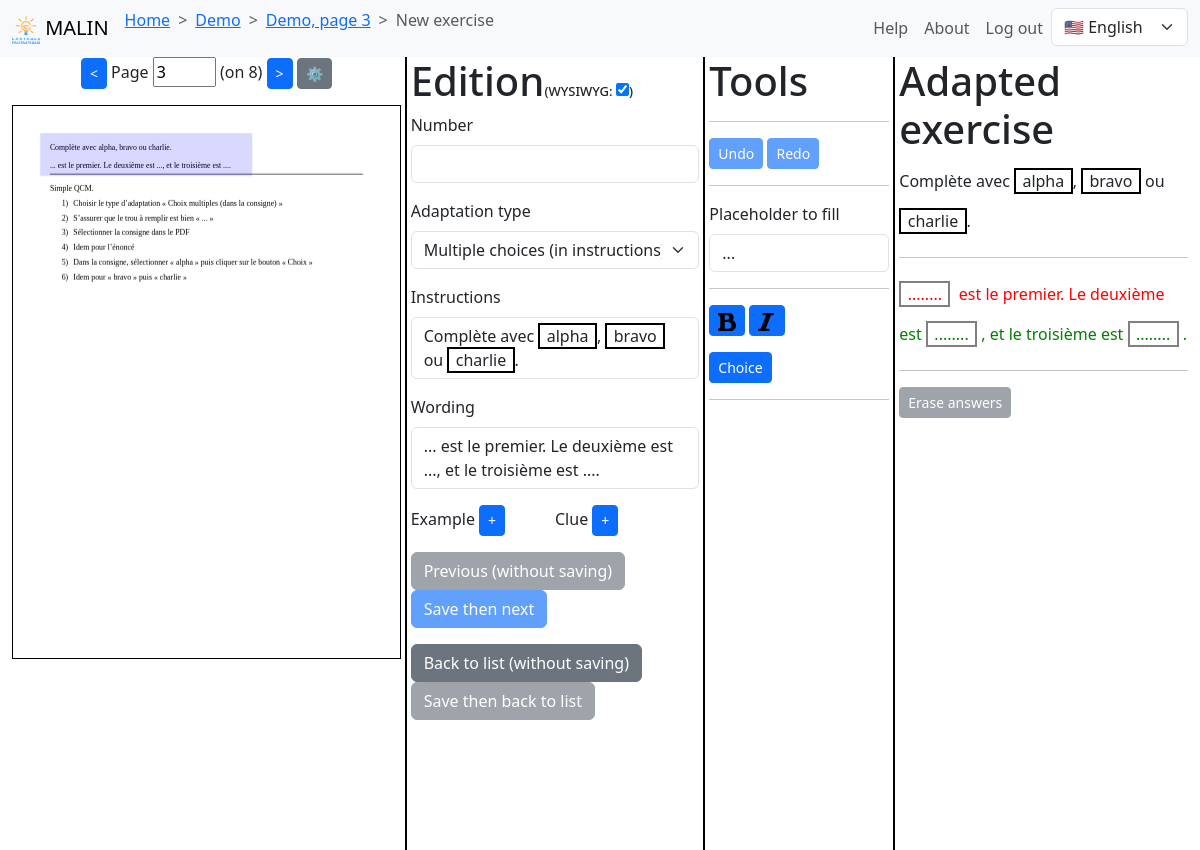 MALIN
Home > Demo > Demo, page 3 > New exercise
Help About Log out 🇺🇸 English
< Page 3 (on 8) > ⚙️
Complète avec alpha, bravo ou charlie.
... est le premier. Le deuxième est ..., et le troisième est ....
Simple QCM.
1) Choisir le type d’adaptation « Choix multiples (dans la consigne) »
2) S’assurer que le trou à remplir est bien « ... »
3) Sélectionner la consigne dans le PDF
4) Idem pour l’énoncé
5) Dans la consigne, sélectionner « alpha » puis cliquer sur le bouton « Choix »
6) Idem pour « bravo » puis « charlie »
Edition (WYSIWYG: )
Number
Adaptation type
Multiple choices (in instructions
Instructions
Complète avec alpha, bravo
ou charlie.
Wording
... est le premier. Le deuxième est
..., et le troisième est ....
Example + Clue +
Previous (without saving)
Save then next
Back to list (without saving)
Save then back to list
Tools
Undo Redo
Placeholder to fill
...
B I
Choice
Adapted
exercise
Complète avec alpha, bravo ou
charlie.
........ est le premier. Le deuxième
est ........ , et le troisième est ........ .
Erase answers